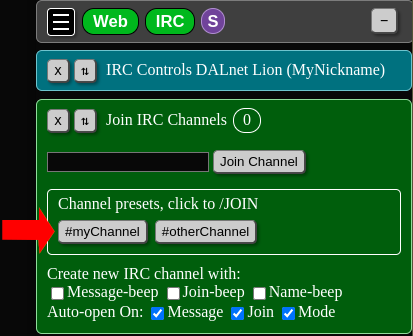 ☰ Web IRC S −
x ⇅ IRC Controls DALnet Lion (MyNickname)
x ⇅ Join IRC Channels 0
Join Channel
Channel presets, click to /JOIN
#myChannel #otherChannel
Create new IRC channel with:
Message-beep Join-beep Name-beep
Auto-open On: Message Join Mode